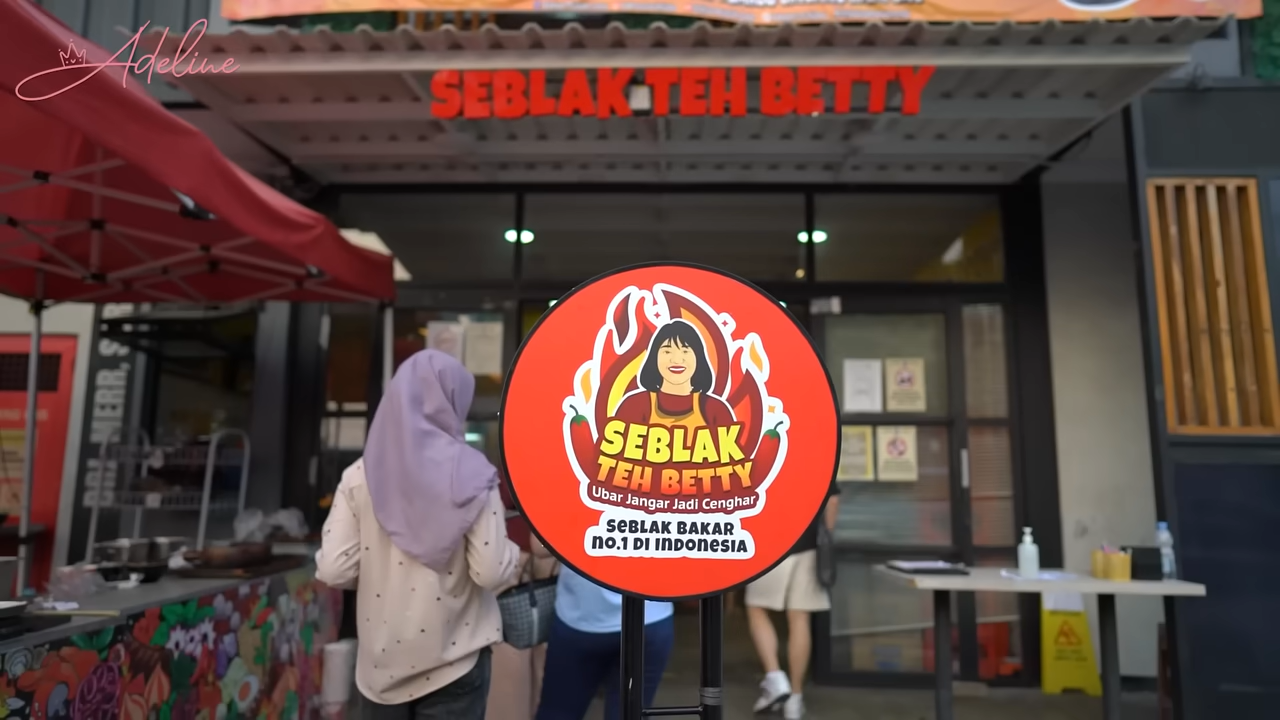 Adeline
SEBLAK TEH BETTY
SEBLAK
TEH BETTY
Ubar Jangar Jadi Cenghar
SEBLAK BAKAR
no.1 DI INDONESIA